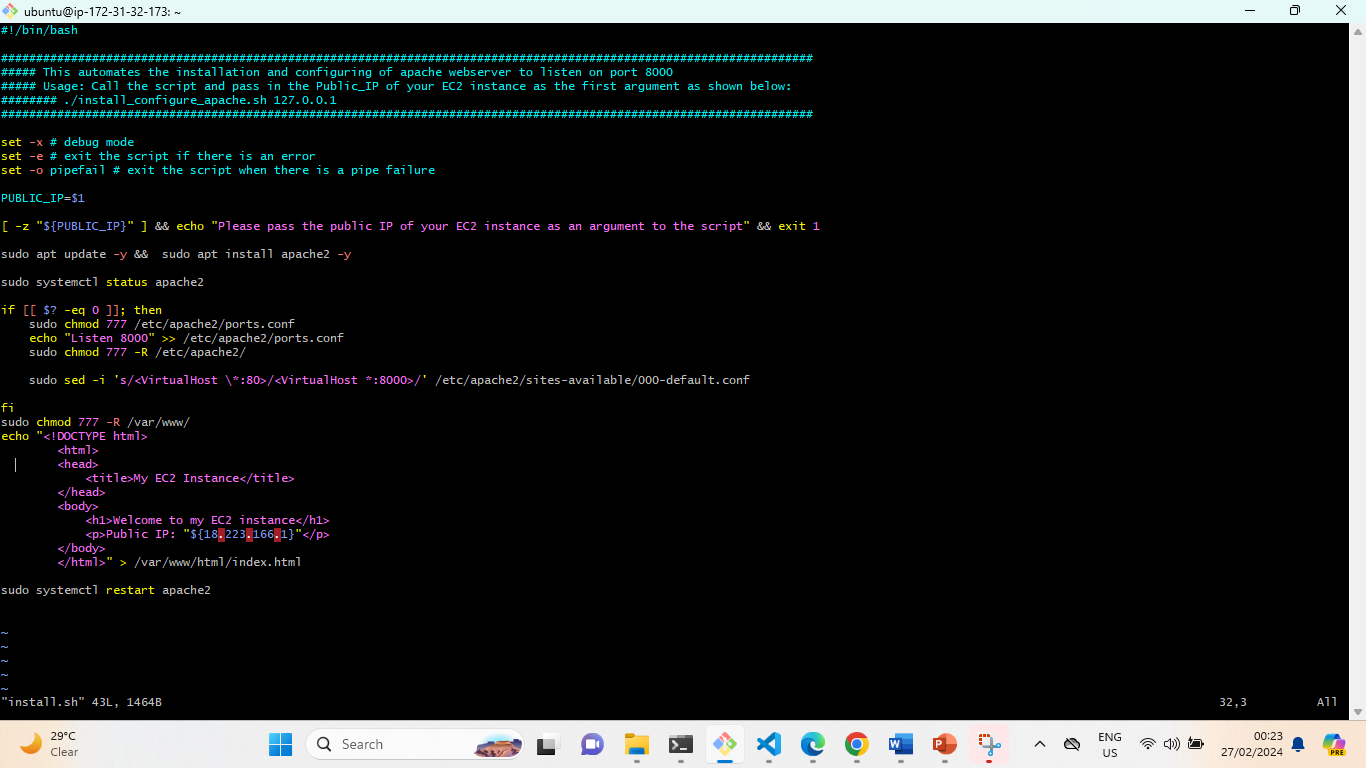 ubuntu@ip-172-31-32-173: ~
#!/bin/bash
####################################################################################################################
##### This automates the installation and configuring of apache webserver to listen on port 8000
##### Usage: Call the script and pass in the Public_IP of your EC2 instance as the first argument as shown below:
######## ./install_configure_apache.sh 127.0.0.1
####################################################################################################################
set -x # debug mode
set -e # exit the script if there is an error
set -o pipefail # exit the script when there is a pipe failure
PUBLIC_IP=$1
[ -z "${PUBLIC_IP}" ] && echo "Please pass the public IP of your EC2 instance as an argument to the script" && exit 1
sudo apt update -y &&  sudo apt install apache2 -y
sudo systemctl status apache2
if [[ $? -eq 0 ]]; then
    sudo chmod 777 /etc/apache2/ports.conf
    echo "Listen 8000" >> /etc/apache2/ports.conf
    sudo chmod 777 -R /etc/apache2/
    sudo sed -i 's/<VirtualHost \*:80>/<VirtualHost *:8000>/' /etc/apache2/sites-available/000-default.conf
fi
sudo chmod 777 -R /var/www/
echo "<!DOCTYPE html>
        <html>
        <head>
            <title>My EC2 Instance</title>
        </head>
        <body>
            <h1>Welcome to my EC2 instance</h1>
            <p>Public IP: "${18.223.166.1}"</p>
        </body>
        </html>" > /var/www/html/index.html
sudo systemctl restart apache2
~
~
~
~
~
"install.sh" 43L, 1464B 32,3 All
29°C
Clear
Search
ENG
US
00:23
27/02/2024
PRE